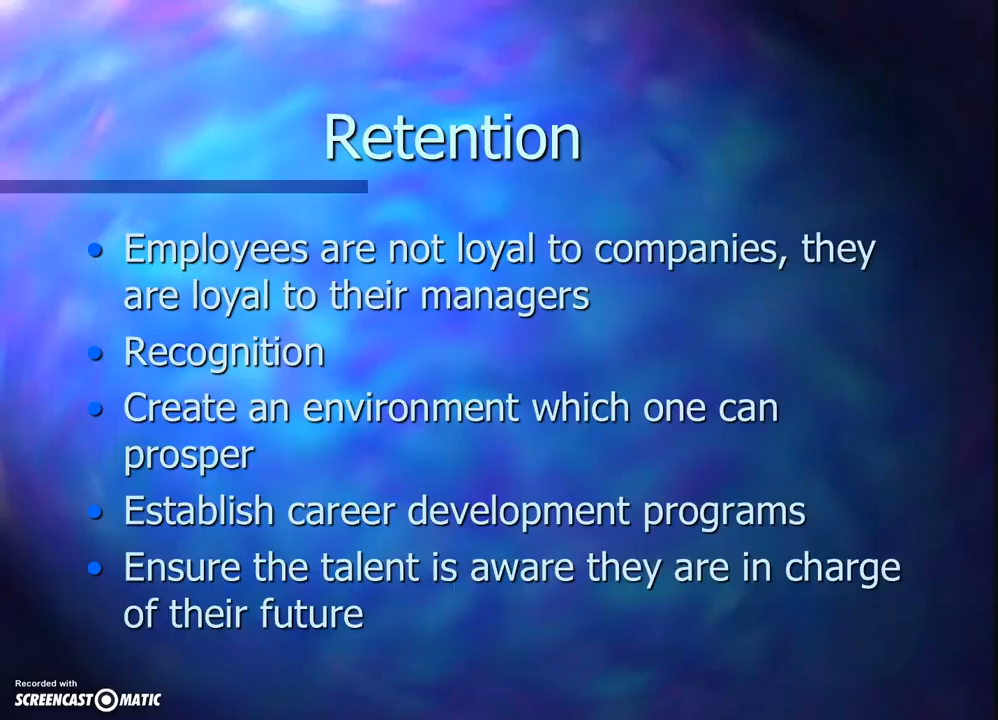 Retention
• Employees are not loyal to companies, they
are loyal to their managers
• Recognition
• Create an environment which one can
prosper
• Establish career development programs
• Ensure the talent is aware they are in charge
of their future
Recorded with
SCREENCAST MATIC